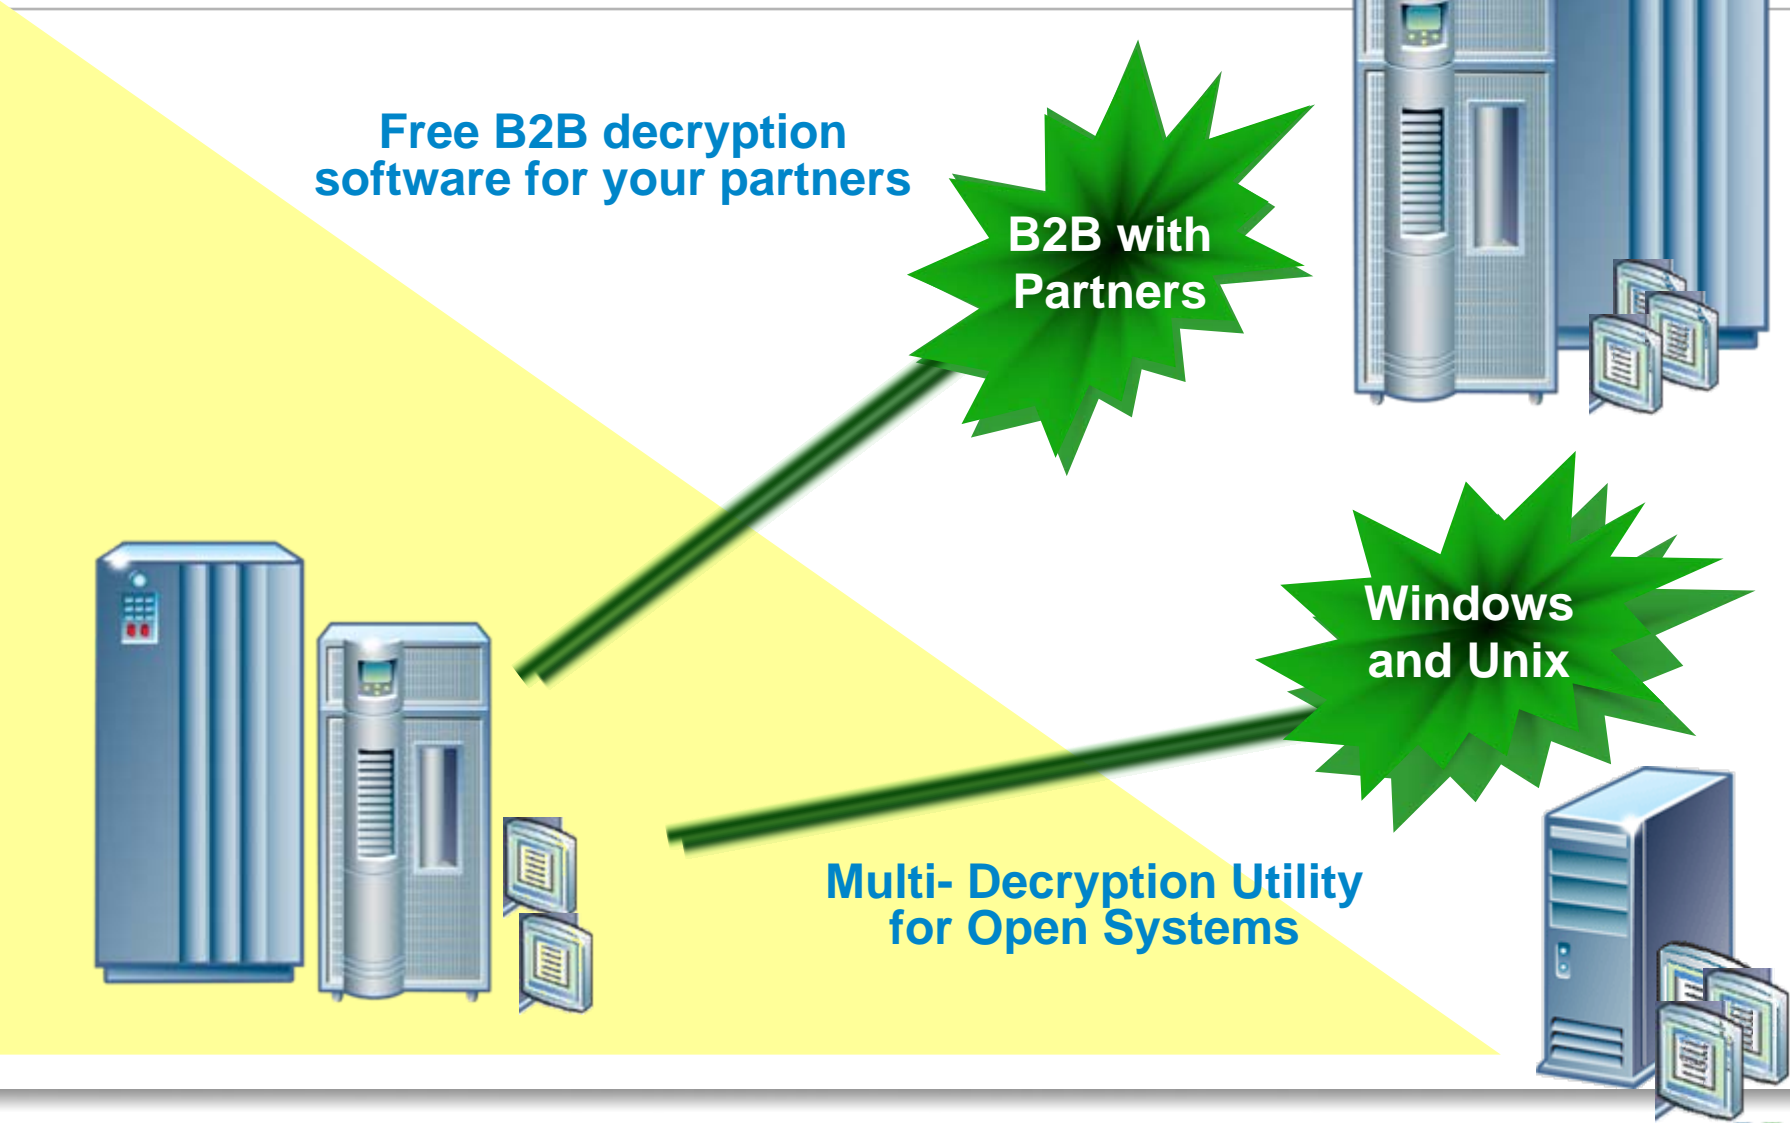 Free B2B decryption
software for your partners
B2B with
Partners
Windows
and Unix
Multi- Decryption Utility
for Open Systems